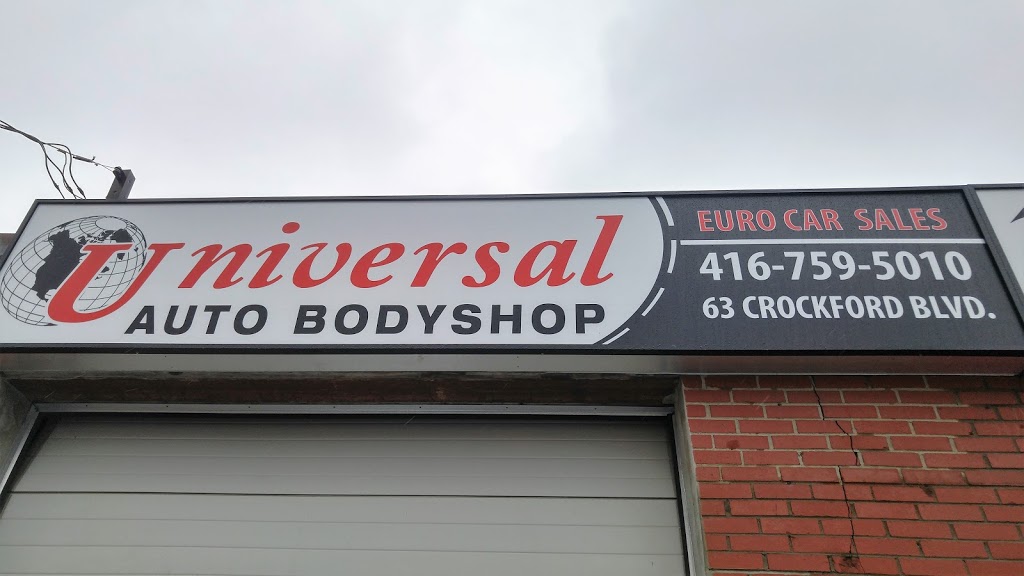 Universal
AUTO BODYSHOP
EURO CAR SALES
416-759-5010
63 CROCKFORD BLVD.